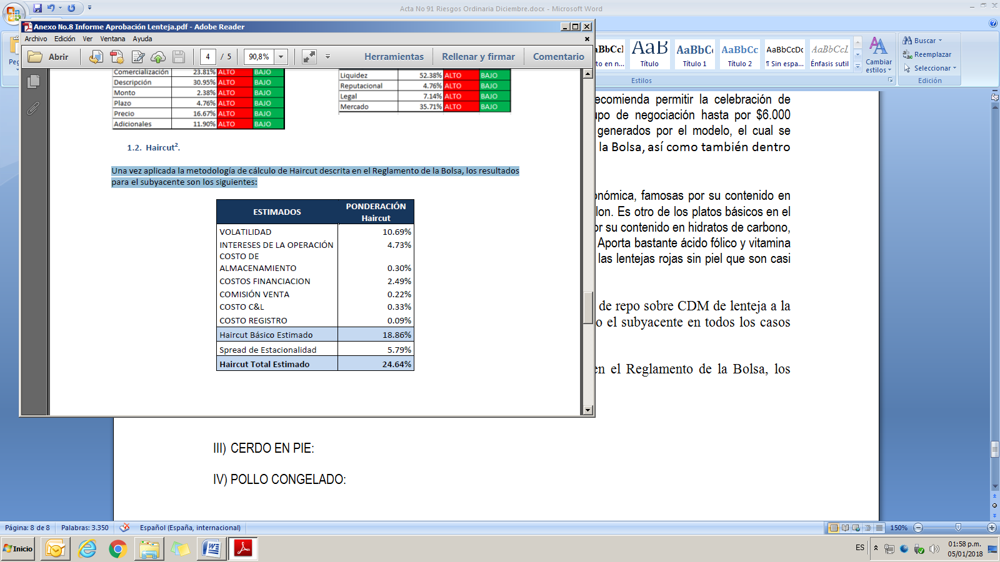 Acta No 91 Riesgos Ordinaria Diciembre.docx - Microsoft Word
Anexo No.8 Informe Aprobación Lenteja.pdf - Adobe Reader
Archivo Edición Ver Ventana Ayuda
Abrir
4 / 5
90,8%
Herramientas
Rellenar y firmar
Comentario
Comercialización 23.81% ALTO BAJO
Descripción 30.95% ALTO BAJO
Monto 2.38% ALTO BAJO
Plazo 4.76% ALTO BAJO
Precio 16.67% ALTO BAJO
Adicionales 11.90% ALTO BAJO
Liquidez 52.38% ALTO BAJO
Reputacional 4.76% ALTO BAJO
Legal 7.14% ALTO BAJO
Mercado 35.71% ALTO BAJO
1.2. Haircut².
Una vez aplicada la metodología de cálculo de Haircut descrita en el Reglamento de la Bolsa, los resultados
para el subyacente son los siguientes:
ESTIMADOS PONDERACIÓN
Haircut
VOLATILIDAD 10.69%
INTERESES DE LA OPERACIÓN 4.73%
COSTO DE
ALMACENAMIENTO 0.30%
COSTOS FINANCIACION 2.49%
COMISIÓN VENTA 0.22%
COSTO C&L 0.33%
COSTO REGISTRO 0.09%
Haircut Básico Estimado 18.86%
Spread de Estacionalidad 5.79%
Haircut Total Estimado 24.64%
Peg
aBbCcI AaB AaBbC AaBbCc AaBbCcDc AaBbCcL
to en n... Título Título 1 Título 2 ¶ Sin espa... Énfasis sutil
Cambiar
estilos
Estilos
Buscar
Reemplazar
Seleccionar
Edición
ecomienda permitir la celebración de
upo de negociación hasta por $6.000
generados por el modelo, el cual se
la Bolsa, así como también dentro
onómica, famosas por su contenido en
lon. Es otro de los platos básicos en el
or su contenido en hidratos de carbono,
Aporta bastante ácido fólico y vitamina
las lentejas rojas sin piel que son casi
de repo sobre CDM de lenteja a la
o el subyacente en todos los casos
en el Reglamento de la Bolsa, los
III) CERDO EN PIE:
IV) POLLO CONGELADO:
Página: 8 de 8 Palabras: 3.350 Español (España, internacional) 150%
Inicio
ES
01:58 p.m.
05/01/2018